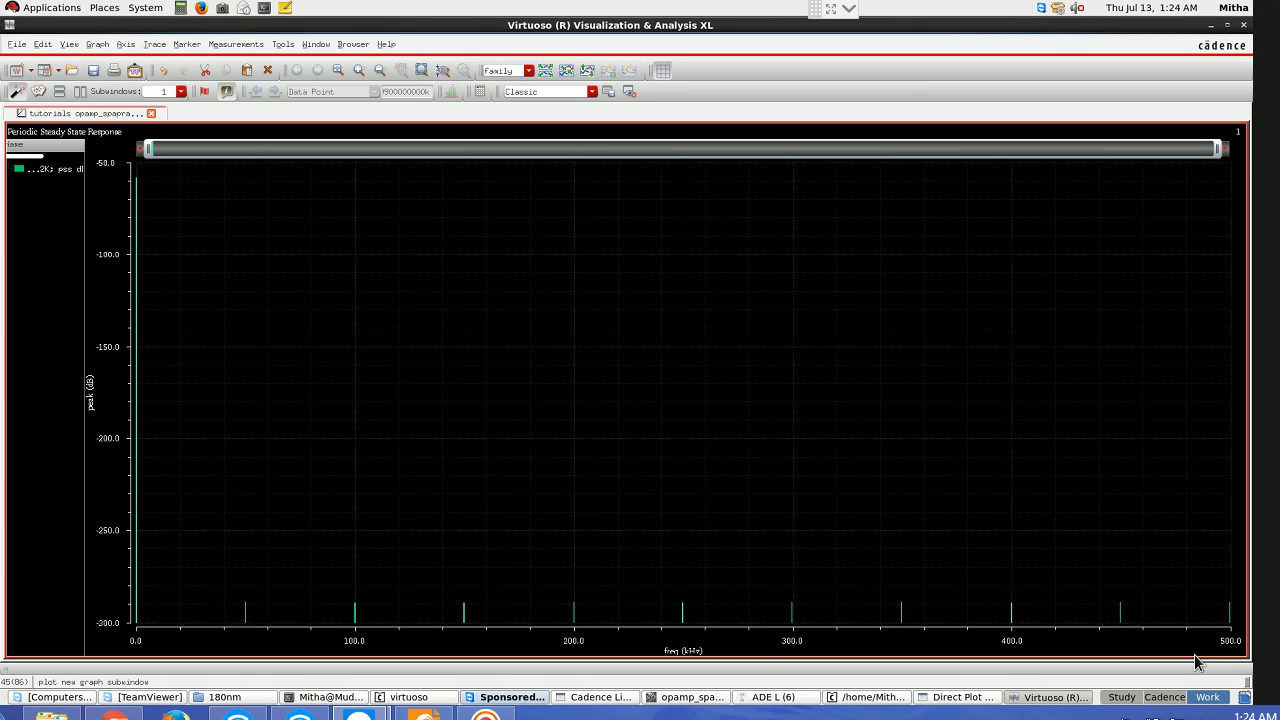 Applications Places System Thu Jul 13, 1:24 AM Mitha
Virtuoso (R) Visualization & Analysis XL
File Edit View Graph Axis Trace Marker Measurements Tools Window Browser Help cādence
family
Subwindows: 1 Data Point Classic
tutorials opamp_spapra...
Periodic Steady State Response 1
Name
...2K; pss df
-50.0
-100.0
-150.0
-200.0
-250.0
-300.0
peak (dB)
0.0 100.0 200.0 300.0 400.0 500.0
freq (kHz)
45(86) plot new graph subwindow
[Computers... [TeamViewer] 180nm Mitha@Mud... virtuoso Sponsored... Cadence Li... opamp_spa... ADE L (6) /home/Mith... Direct Plot ... Virtuoso (R)... Study Cadence Work
1:24 AM